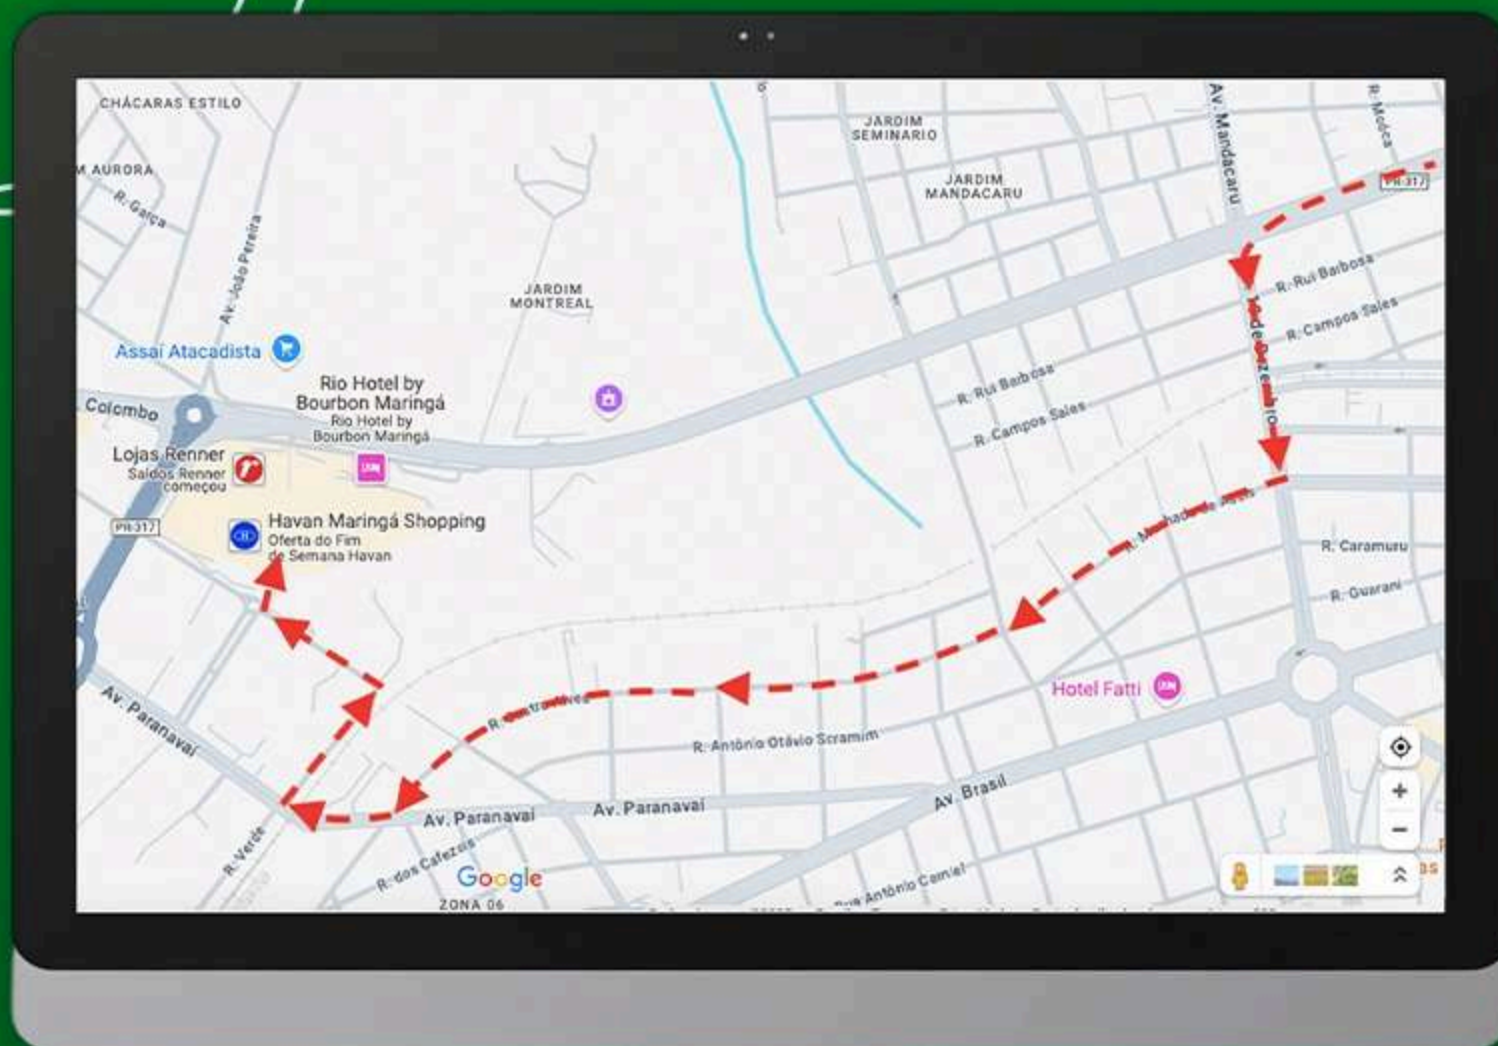 CHÁCARAS ESTILO
JARDIM
SEMINARIO
Av. Mandacaru
R. Moóca
M AURORA
R. Garça
JARDIM
MANDACARU
PR-317
Av. João Pereira
JARDIM
MONTREAL
R. Rui Barbosa
R. Campos Sales
Assaí Atacadista
Rio Hotel by
Bourbon Maringá
Rio Hotel by
Bourbon Maringá
. Colombo
R. Rui Barbosa
R. Campos Sales
Lojas Renner
Saldos Renner
começou
PR-317
Havan Maringá Shopping
Oferta do Fim
de Semana Havan
R. Caramuru
R. Guarani
Hotel Fatti
Av. Paranavaí
R. Antônio Otávio Scramim
Av. Brasil
Av. Paranavaí
Av. Paranavaí
R. Verde
R. dos Cafezais
Google
ZONA 06